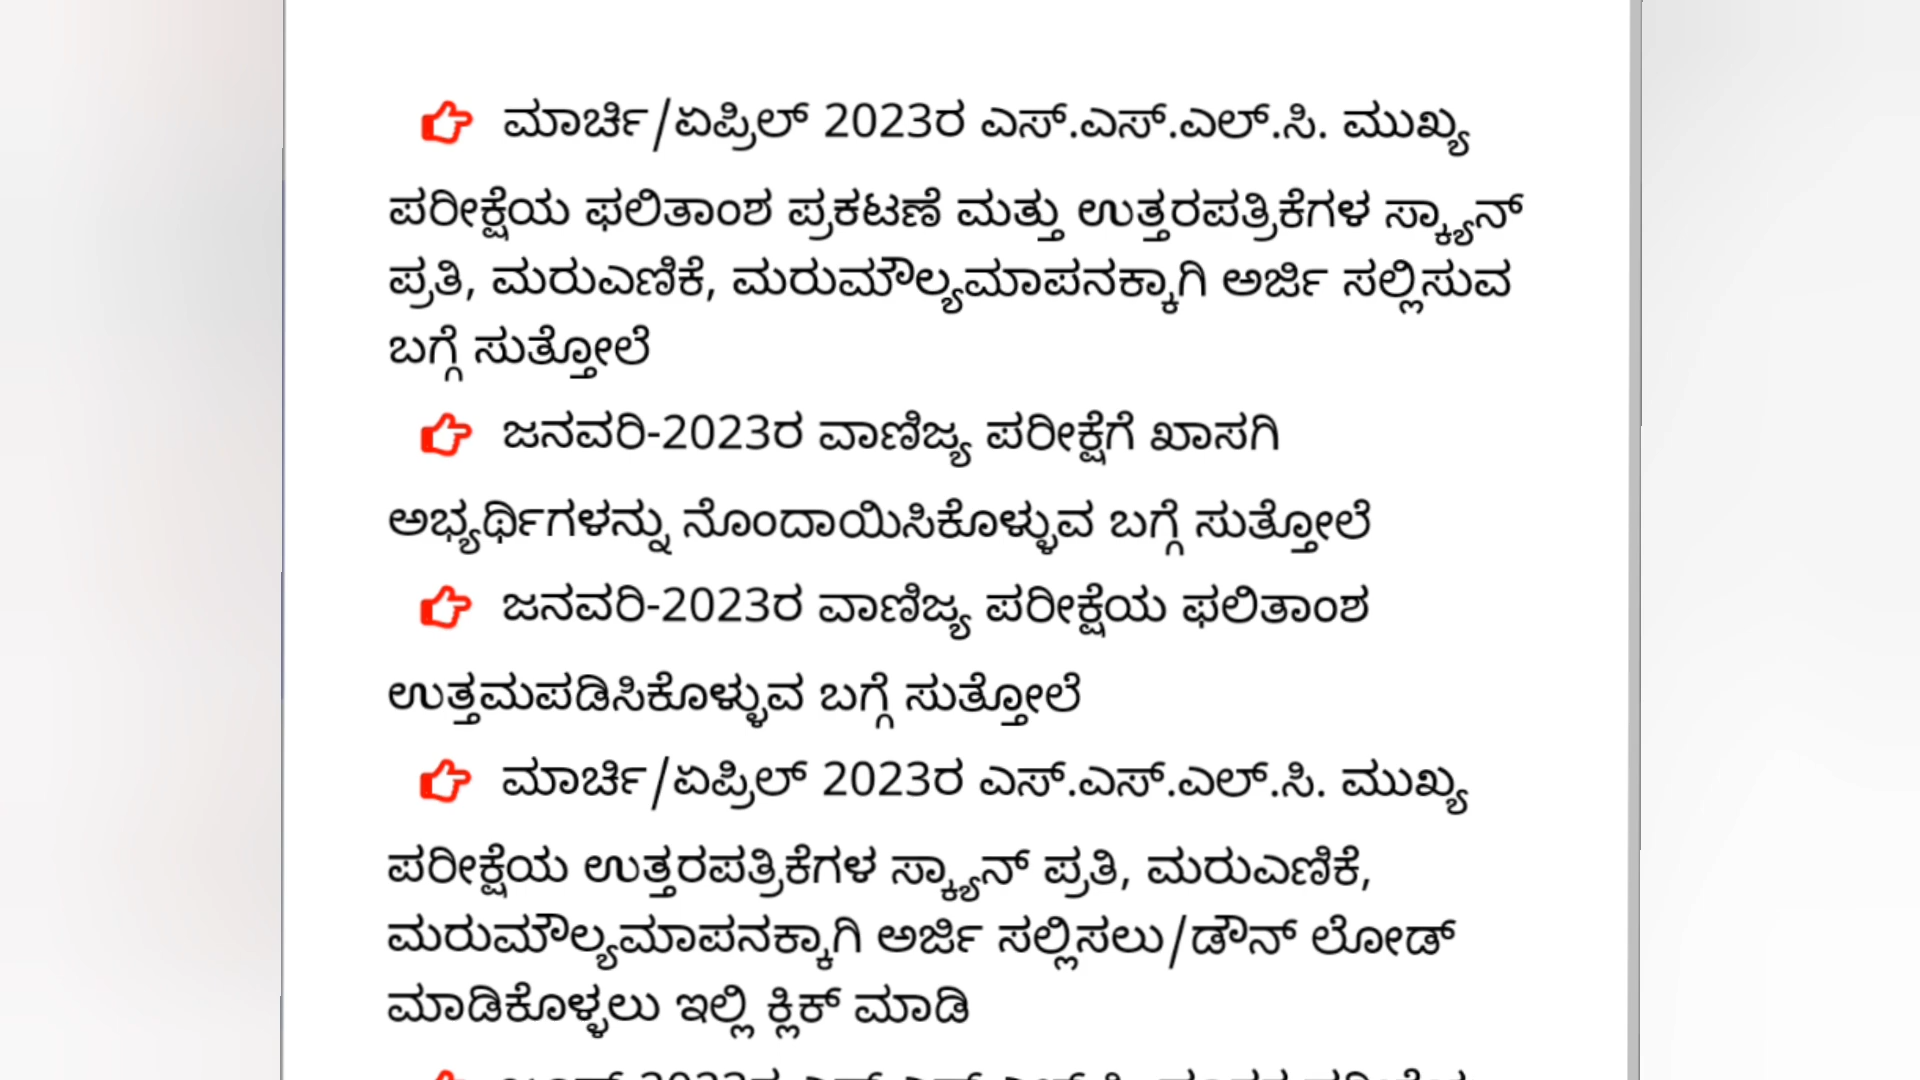 ಮಾರ್ಚಿ/ಏಪ್ರಿಲ್ 2023ರ ಎಸ್.ಎಸ್.ಎಲ್.ಸಿ. ಮುಖ್ಯ
ಪರೀಕ್ಷೆಯ ಫಲಿತಾಂಶ ಪ್ರಕಟಣೆ ಮತ್ತು ಉತ್ತರಪತ್ರಿಕೆಗಳ ಸ್ಕ್ಯಾನ್
ಪ್ರತಿ, ಮರುಎಣಿಕೆ, ಮರುಮೌಲ್ಯಮಾಪನಕ್ಕಾಗಿ ಅರ್ಜಿ ಸಲ್ಲಿಸುವ
ಬಗ್ಗೆ ಸುತ್ತೋಲೆ
ಜನವರಿ-2023ರ ವಾಣಿಜ್ಯ ಪರೀಕ್ಷೆಗೆ ಖಾಸಗಿ
ಅಭ್ಯರ್ಥಿಗಳನ್ನು ನೊಂದಾಯಿಸಿಕೊಳ್ಳುವ ಬಗ್ಗೆ ಸುತ್ತೋಲೆ
ಜನವರಿ-2023ರ ವಾಣಿಜ್ಯ ಪರೀಕ್ಷೆಯ ಫಲಿತಾಂಶ
ಉತ್ತಮಪಡಿಸಿಕೊಳ್ಳುವ ಬಗ್ಗೆ ಸುತ್ತೋಲೆ
ಮಾರ್ಚಿ/ಏಪ್ರಿಲ್ 2023ರ ಎಸ್.ಎಸ್.ಎಲ್.ಸಿ. ಮುಖ್ಯ
ಪರೀಕ್ಷೆಯ ಉತ್ತರಪತ್ರಿಕೆಗಳ ಸ್ಕ್ಯಾನ್ ಪ್ರತಿ, ಮರುಎಣಿಕೆ,
ಮರುಮೌಲ್ಯಮಾಪನಕ್ಕಾಗಿ ಅರ್ಜಿ ಸಲ್ಲಿಸಲು/ಡೌನ್ ಲೋಡ್
ಮಾಡಿಕೊಳ್ಳಲು ಇಲ್ಲಿ ಕ್ಲಿಕ್ ಮಾಡಿ